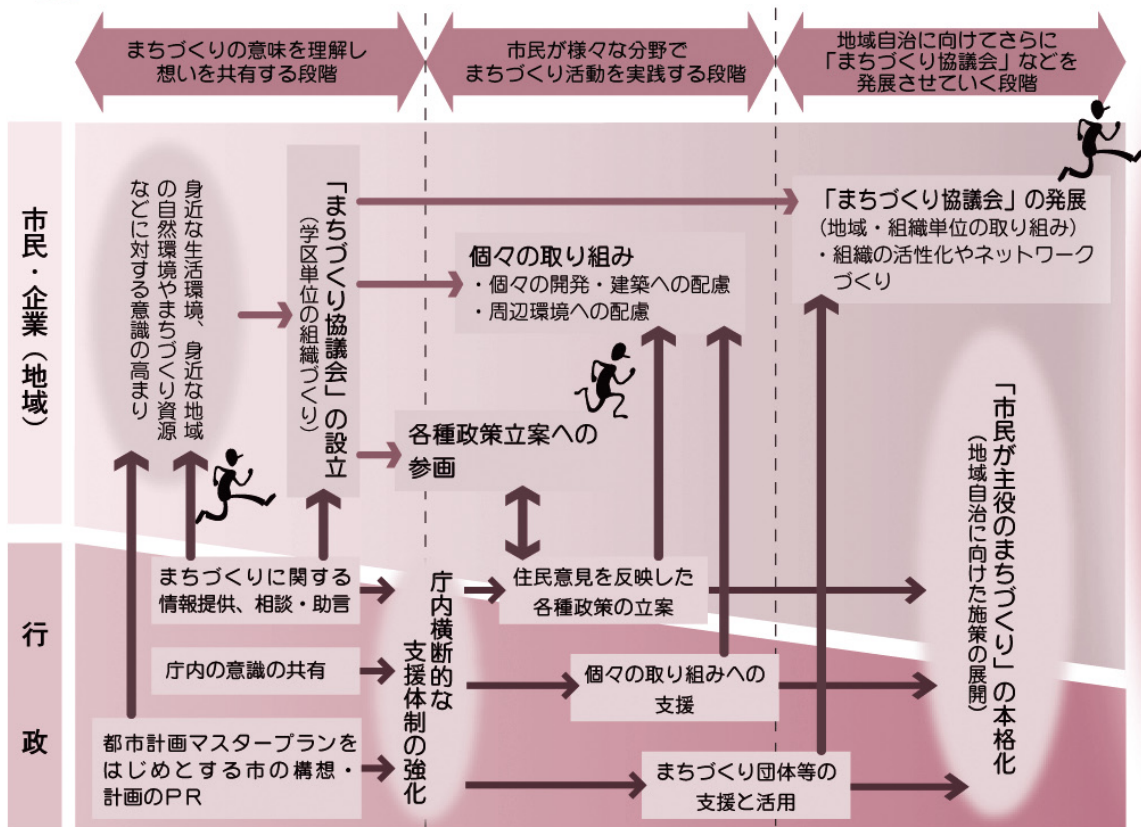 まちづくりの意味を理解し
想いを共有する段階
市民が様々な分野で
まちづくり活動を実践する段階
地域自治に向けてさらに
「まちづくり協議会」などを
発展させていく段階
市民・企業（地域）
身近な生活環境、身近な地域
の自然環境やまちづくり資源
などに対する意識の高まり
「まちづくり協議会」の設立
（学区単位の組織づくり）
個々の取り組み
・個々の開発・建築への配慮
・周辺環境への配慮
各種政策立案への
参画
「まちづくり協議会」の発展
（地域・組織単位の取り組み）
・組織の活性化やネットワーク
づくり
「市民が主役のまちづくり」の本格化
（地域自治に向けた施策の展開）
行政
まちづくりに関する
情報提供、相談・助言
庁内の意識の共有
都市計画マスタープランを
はじめとする市の構想・
計画のＰＲ
庁内横断的な
支援体制の強化
住民意見を反映した
各種政策の立案
個々の取り組みへの
支援
まちづくり団体等の
支援と活用